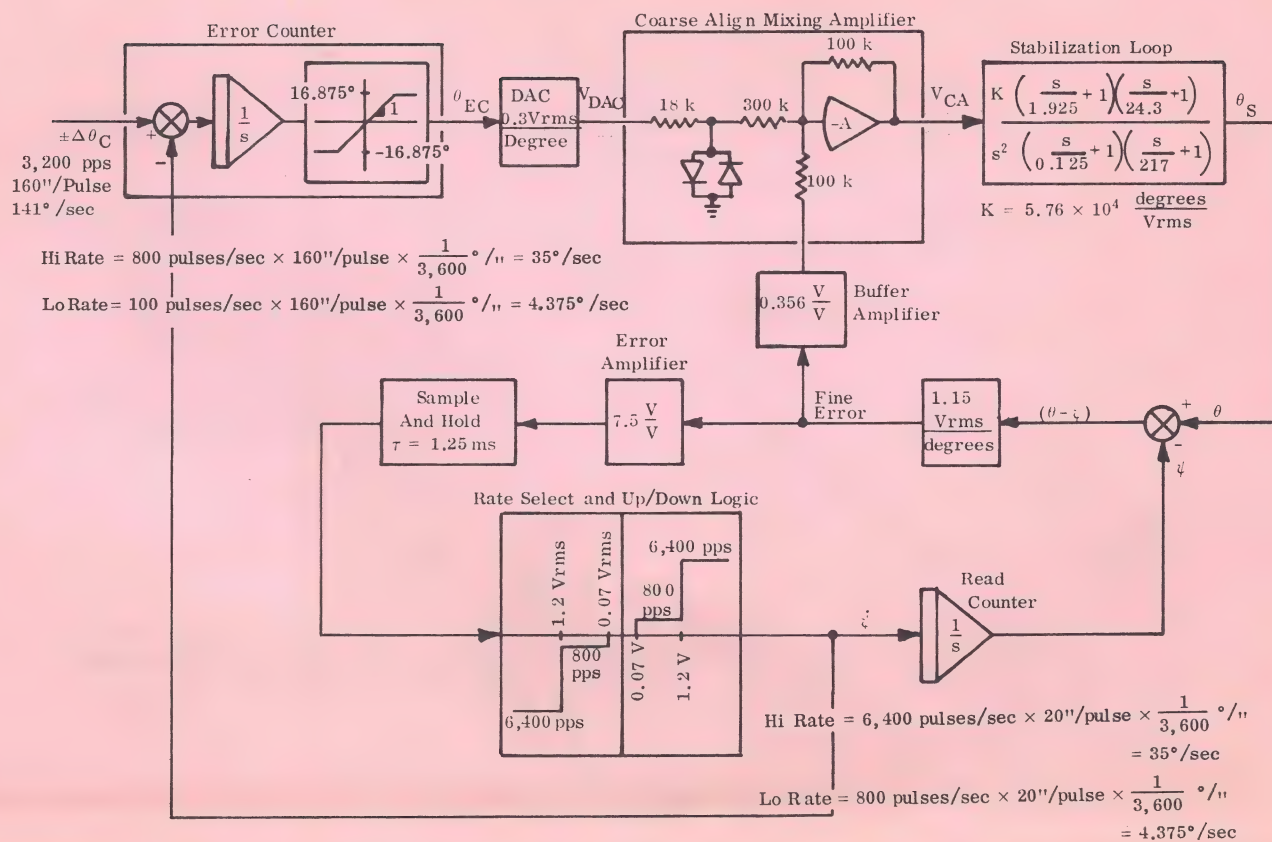 Error Counter
Coarse Align Mixing Amplifier
100 k
Stabilization Loop
16.875°
-16.875°
1
1/s
+
-
±Δθ_C
3,200 pps
160"/Pulse
141°/sec
θ_EC
DAC
0.3Vrms
Degree
V_DAC
18 k
300 k
-A
100 k
V_CA
K (s/1.925 + 1)(s/24.3 +1)
s² (s/0.125 + 1)(s/217 + 1)
θ_S
K = 5.76 × 10⁴ degrees/Vrms
Hi Rate = 800 pulses/sec × 160"/pulse × 1/3,600 °/" = 35°/sec
Lo Rate = 100 pulses/sec × 160"/pulse × 1/3,600 °/" = 4.375°/sec
0.356 V/V
Buffer
Amplifier
Error
Amplifier
Sample
And Hold
τ = 1.25 ms
7.5 V/V
Fine
Error
1.15
Vrms
degrees
+
θ
-
Rate Select and Up/Down Logic
1.2 Vrms
0.07 Vrms
6,400 pps
800
pps
800
pps
6,400 pps
0.07 V
1.2 V
Read
Counter
1/s
Hi Rate = 6,400 pulses/sec × 20"/pulse × 1/3,600 °/"
= 35°/sec
Lo Rate = 800 pulses/sec × 20"/pulse × 1/3,600 °/"
= 4.375°/sec